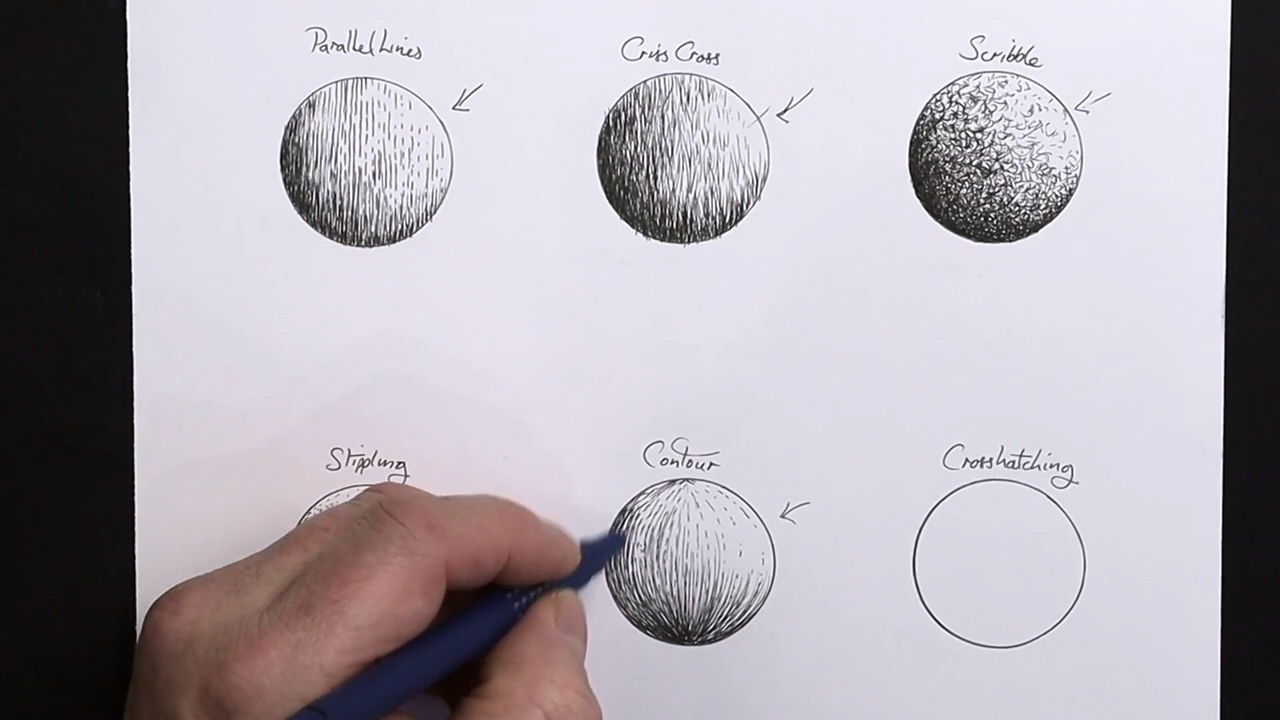 Parallel Lines
Criss Cross
Scribble
Stippling
Contour
Crosshatching